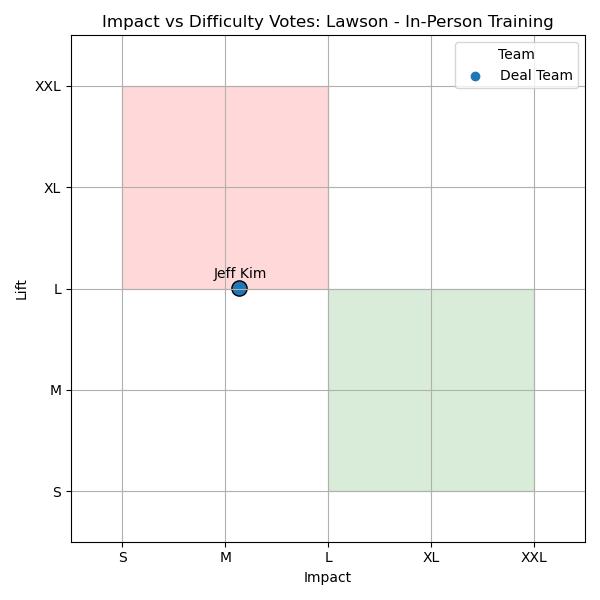 Impact vs Difficulty Votes: Lawson - In-Person Training
Team
Deal Team
XXL
XL
Jeff Kim
L
M
S
Lift
S M L XL XXL
Impact